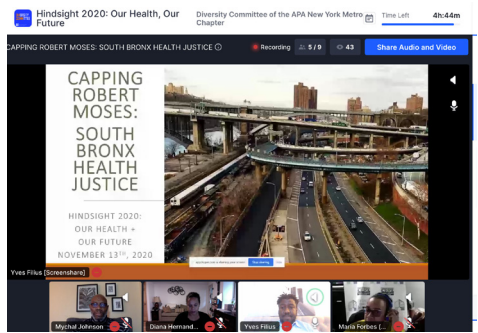 Hindsight 2020: Our Health, Our
Future
Diversity Committee of the APA New York Metro
Chapter
Time Left
4h:44m
CAPPING ROBERT MOSES: SOUTH BRONX HEALTH JUSTICE
Recording
5 / 9
43
Share Audio and Video
CAPPING
ROBERT
MOSES:
SOUTH
BRONX
HEALTH
JUSTICE
HINDSIGHT 2020:
OUR HEALTH +
OUR FUTURE
NOVEMBER 13TH, 2020
Yves Filius [Screenshare]
Mychal Johnson
Diana Hernand...
Yves Filius
Maria Forbes [...